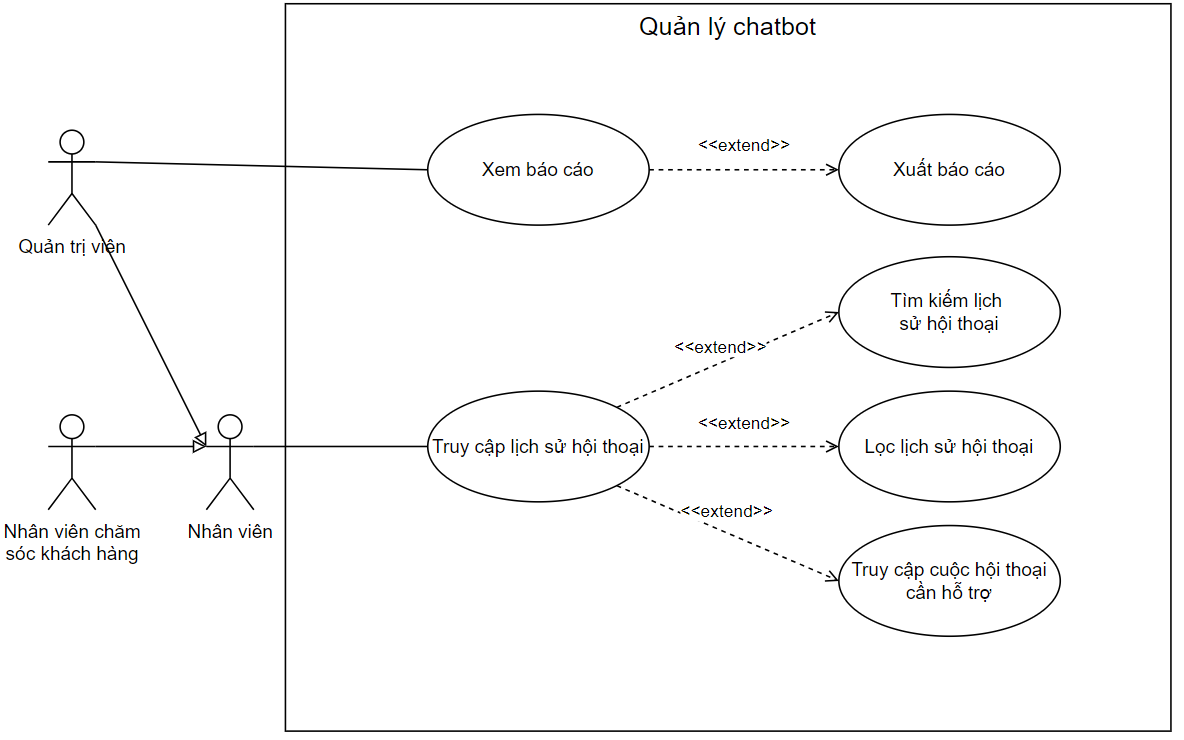 Quản lý chatbot
Xem báo cáo
<<extend>>
Xuất báo cáo
Quản trị viên
Tìm kiếm lịch
sử hội thoại
<<extend>>
Truy cập lịch sử hội thoại
<<extend>>
Lọc lịch sử hội thoại
<<extend>>
Nhân viên chăm
sóc khách hàng
Nhân viên
Truy cập cuộc hội thoại
cần hỗ trợ